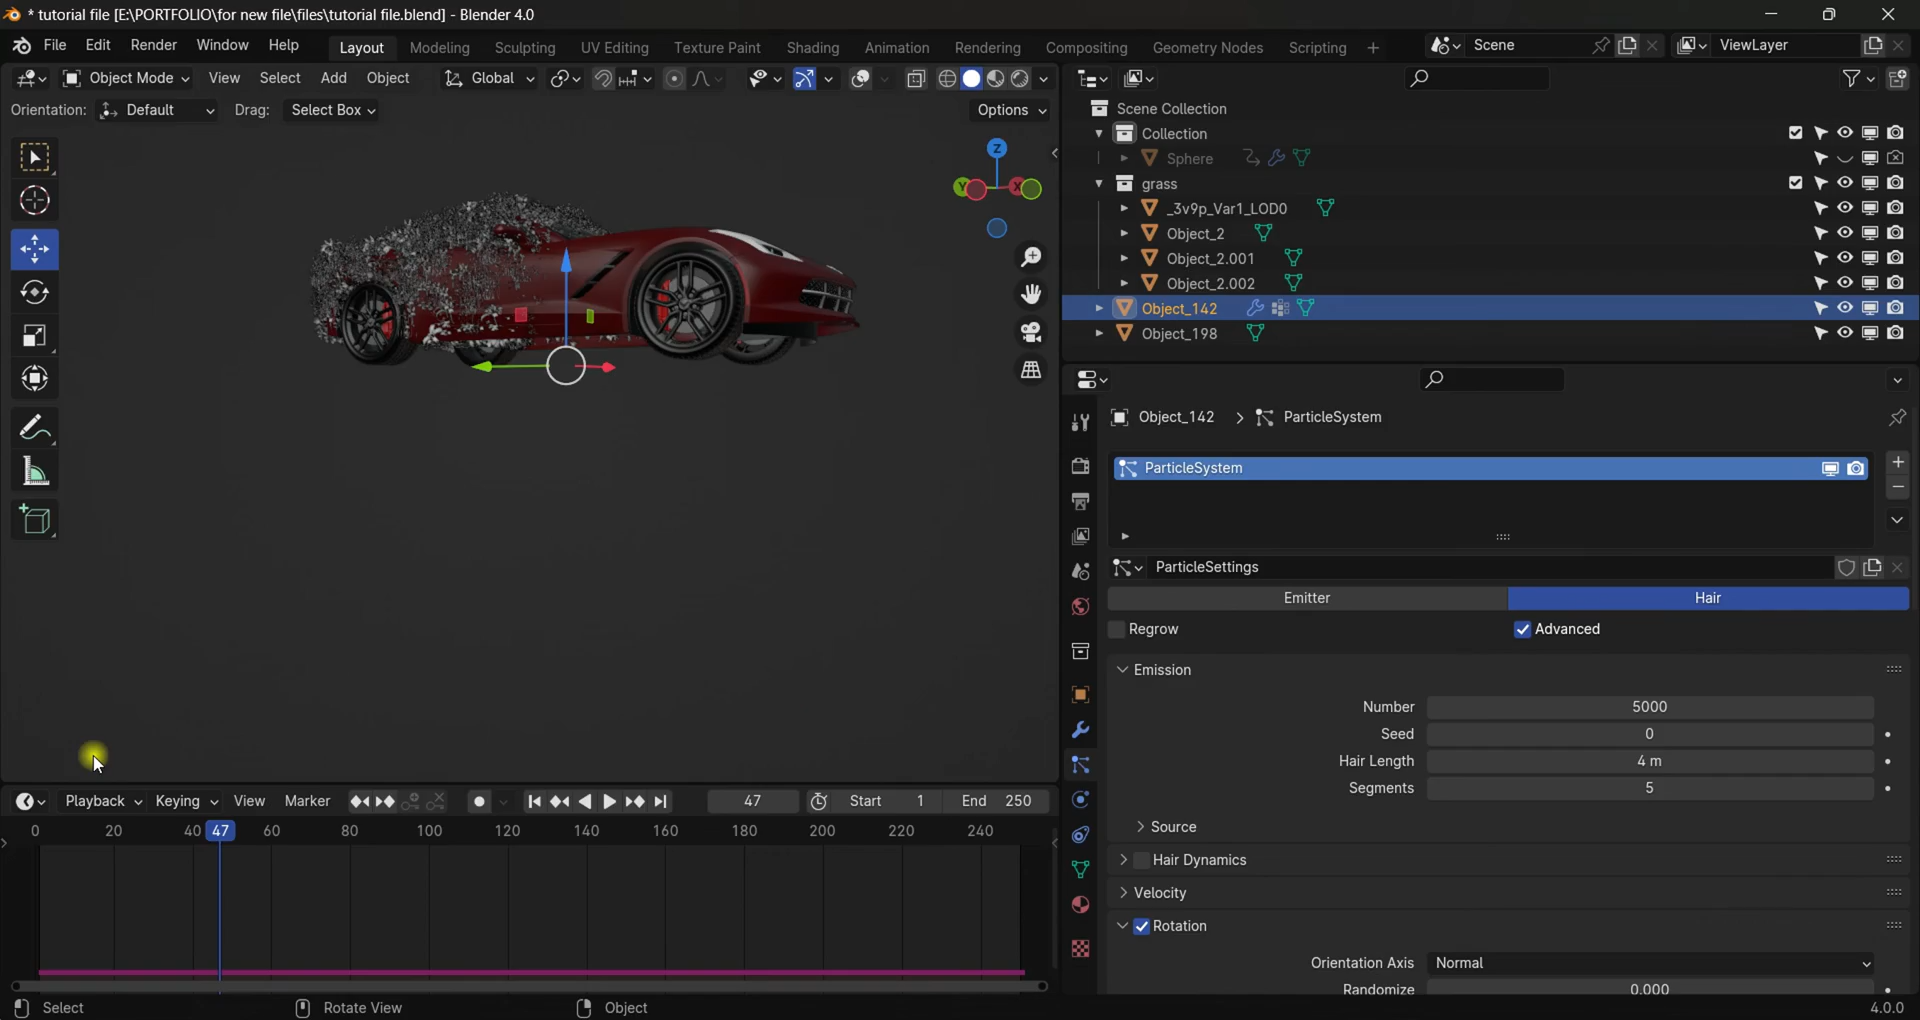 * tutorial file [E:\PORTFOLIO\for new file\files\tutorial file.blend] - Blender 4.0
File Edit Render Window Help Layout Modeling Sculpting UV Editing Texture Paint Shading Animation Rendering Compositing Geometry Nodes Scripting + Scene ViewLayer
Object Mode View Select Add Object Global
Orientation: Default Drag: Select Box Options
Z
Y X
Scene Collection
Collection
Sphere
grass
_3v9p_Var1_LOD0
Object_2
Object_2.001
Object_2.002
Object_142
Object_198
Object_142 > ParticleSystem
ParticleSystem
ParticleSettings
Emitter Hair
Regrow Advanced
Emission
Number 5000
Seed 0
Hair Length 4 m
Segments 5
Source
Hair Dynamics
Velocity
Rotation
Orientation Axis Normal
Randomize 0.000
Playback Keying View Marker 47 Start 1 End 250
0 20 40 47 60 80 100 120 140 160 180 200 220 240
Select Rotate View Object 4.0.0